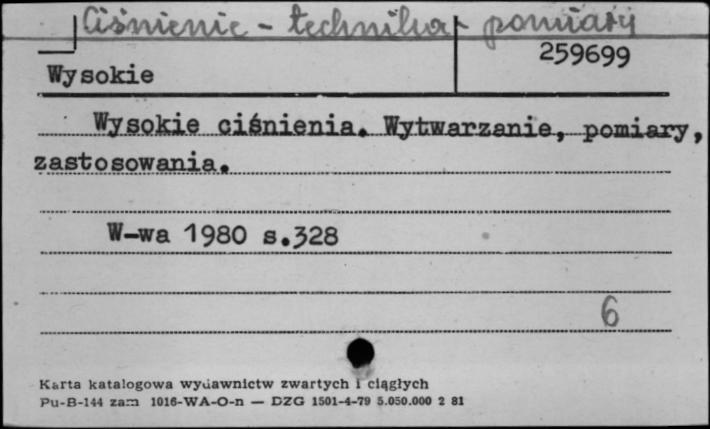 Ciśnienie - technika - pomiary
259699
Wysokie
Wysokie ciśnienia. Wytwarzanie, pomiary,
zastosowania.
W-wa 1980 s.328
6
Karta katalogowa wydawnictw zwartych i ciągłych
Pu-B-144 zam 1016-WA-O-n — DZG 1501-4-79 5.050.000 2 81